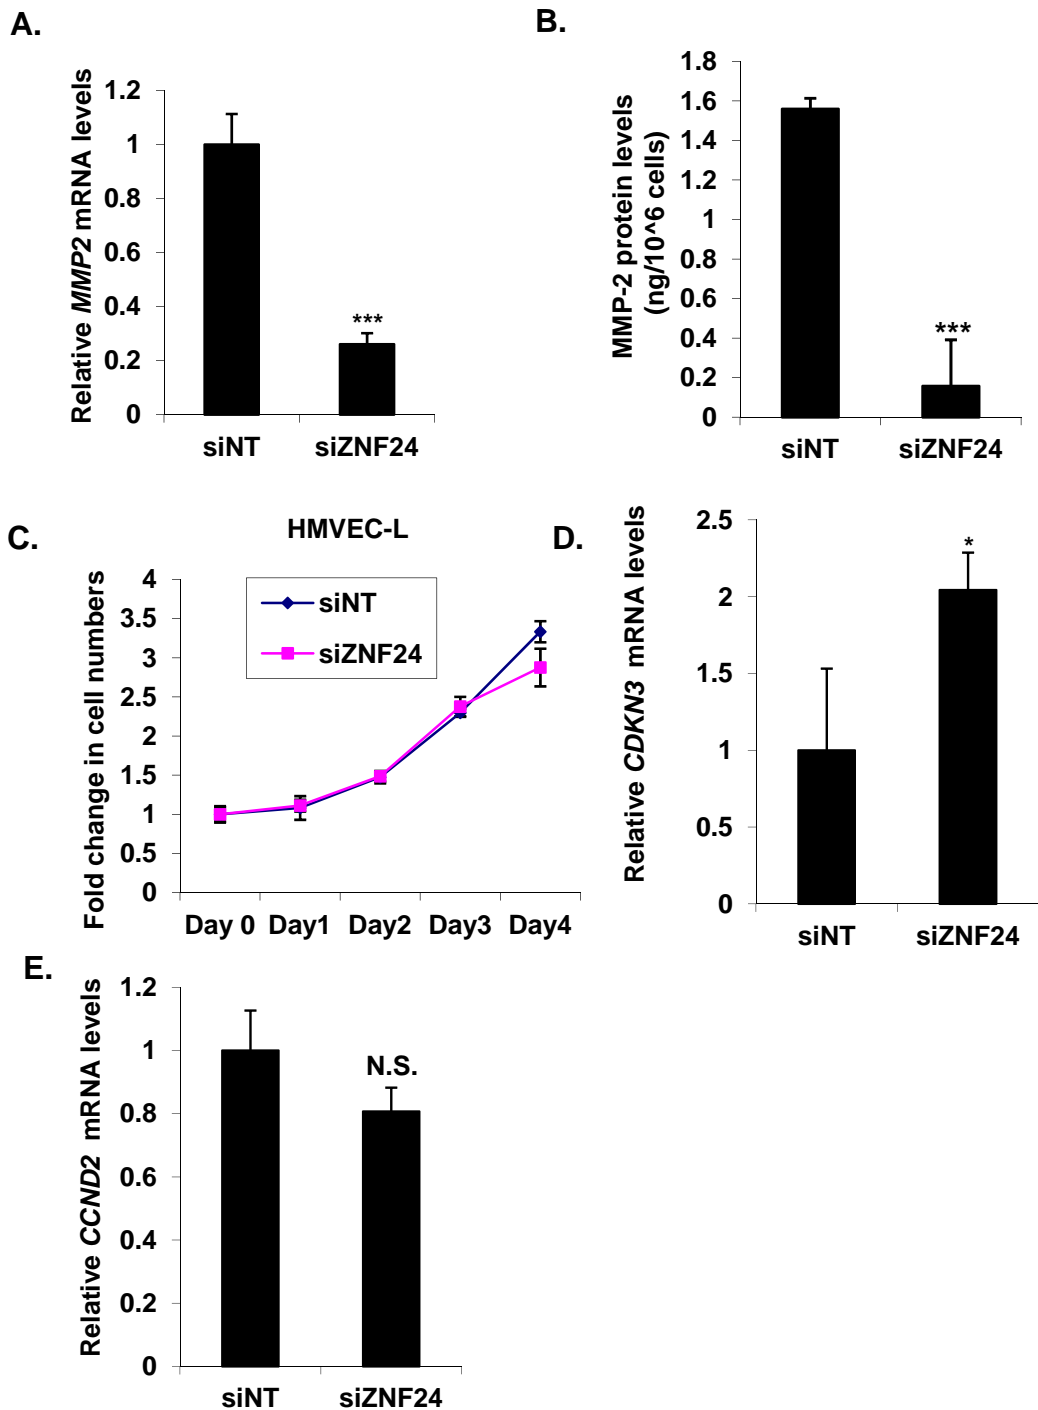 A.
Relative MMP2 mRNA levels
1.2
1
0.8
0.6
0.4
0.2
0
***
siNT siZNF24
B.
MMP-2 protein levels
(ng/10^6 cells)
1.8
1.6
1.4
1.2
1
0.8
0.6
0.4
0.2
0
***
siNT siZNF24
C.
HMVEC-L
Fold change in cell numbers
4
3.5
3
2.5
2
1.5
1
0.5
0
siNT
siZNF24
Day 0 Day1 Day2 Day3 Day4
D.
Relative CDKN3 mRNA levels
2.5
2
1.5
1
0.5
0
*
siNT siZNF24
E.
Relative CCND2 mRNA levels
1.2
1
0.8
0.6
0.4
0.2
0
N.S.
siNT siZNF24